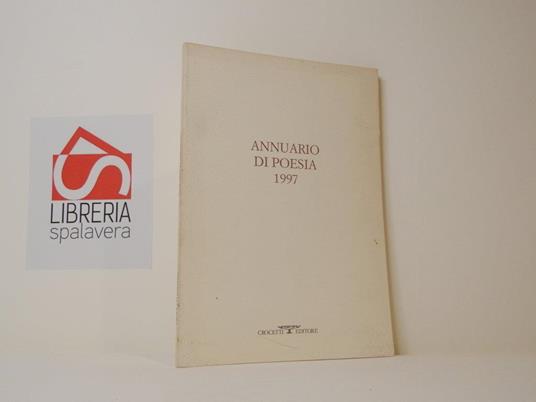 LIBRERIA
spalavera
ANNUARIO
DI POESIA
1997
CROCETTI EDITORE